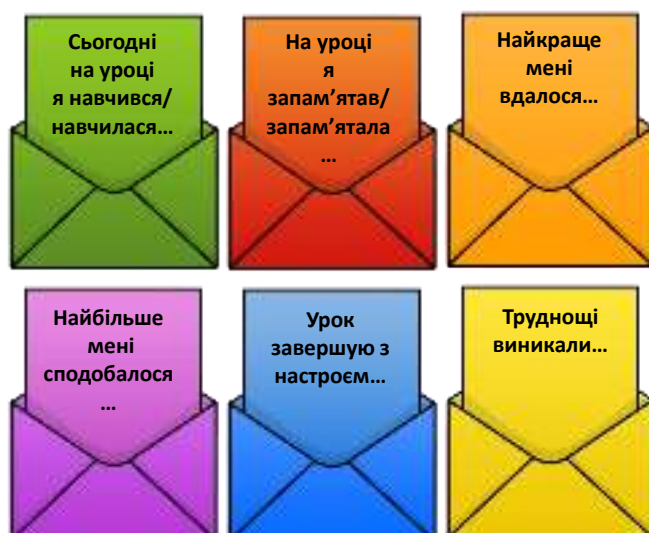 Сьогодні
на уроці
я навчився/
навчилася…
На уроці
я
запам’ятав/
запам’ятала
…
Найкраще
мені
вдалося…
Найбільше
мені
сподобалося
…
Урок
завершую з
настроєм…
Труднощі
виникали…